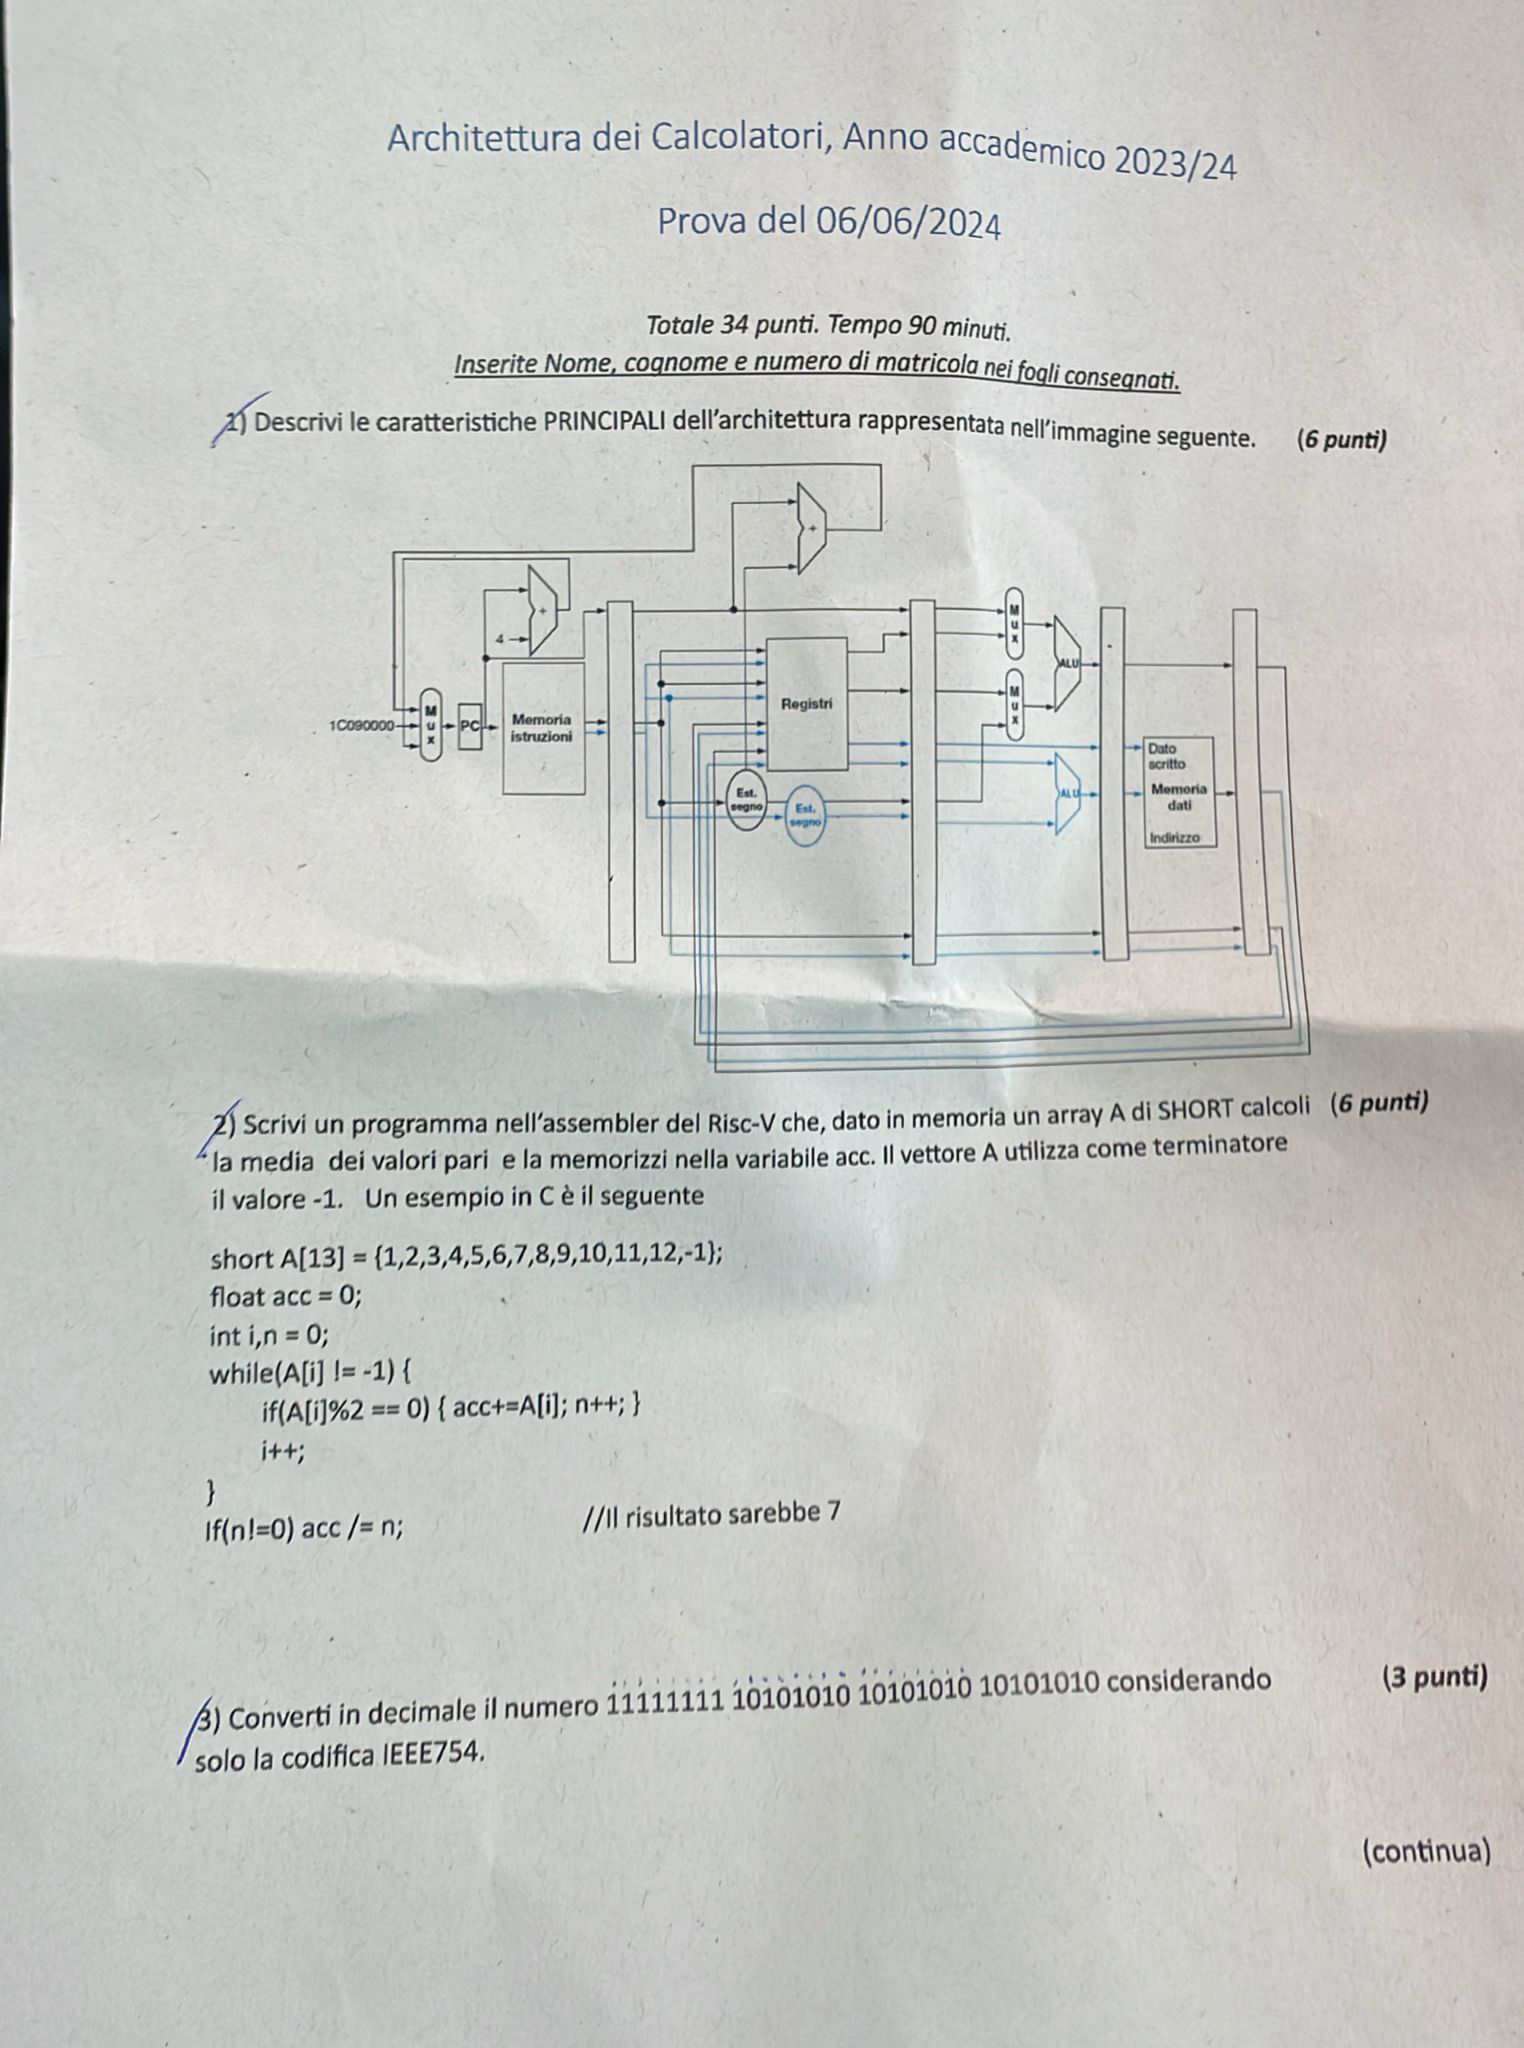 Architettura dei Calcolatori, Anno accademico 2023/24
Prova del 06/06/2024
Totale 34 punti. Tempo 90 minuti.
Inserite Nome, cognome e numero di matricola nei fogli consegnati.
1) Descrivi le caratteristiche PRINCIPALI dell'architettura rappresentata nell'immagine seguente. (6 punti)
+
+
4
M
u
x
1C090000
M
u
x
PC
Memoria
istruzioni
Registri
ALU
M
u
x
Est.
segno
Est.
segno
ALU
Dato
scritto
Memoria
dati
Indirizzo
2) Scrivi un programma nell'assembler del Risc-V che, dato in memoria un array A di SHORT calcoli (6 punti)
la media dei valori pari e la memorizzi nella variabile acc. Il vettore A utilizza come terminatore
il valore -1. Un esempio in C è il seguente
short A[13] = {1,2,3,4,5,6,7,8,9,10,11,12,-1};
float acc = 0;
int i,n = 0;
while(A[i] != -1) {
if(A[i]%2 == 0) { acc+=A[i]; n++; }
i++;
}
If(n!=0) acc /= n; //Il risultato sarebbe 7
3) Converti in decimale il numero 11111111 10101010 10101010 10101010 considerando (3 punti)
solo la codifica IEEE754.
(continua)